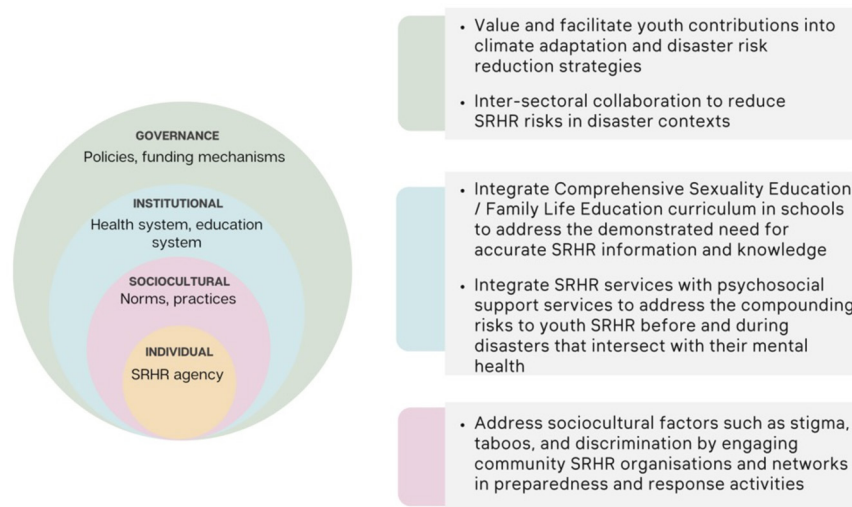 GOVERNANCE
Policies, funding mechanisms
INSTITUTIONAL
Health system, education
system
SOCIOCULTURAL
Norms, practices
INDIVIDUAL
SRHR agency
• Value and facilitate youth contributions into
climate adaptation and disaster risk
reduction strategies
• Inter-sectoral collaboration to reduce
SRHR risks in disaster contexts
• Integrate Comprehensive Sexuality Education
/ Family Life Education curriculum in schools
to address the demonstrated need for
accurate SRHR information and knowledge
• Integrate SRHR services with psychosocial
support services to address the compounding
risks to youth SRHR before and during
disasters that intersect with their mental
health
• Address sociocultural factors such as stigma,
taboos, and discrimination by engaging
community SRHR organisations and networks
in preparedness and response activities